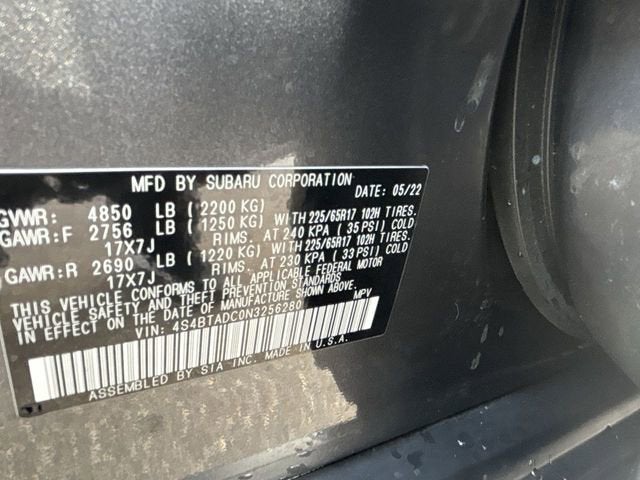 MFD BY SUBARU CORPORATION DATE: 05/22
GVWR: 4850 LB (2200 KG)
GAWR:F 2756 LB (1250 KG) WITH 225/65R17 102H TIRES.
17X7J RIMS. AT 240 KPA (35 PSI) COLD
GAWR:R 2690 LB (1220 KG) WITH 225/65R17 102H TIRES.
17X7J RIMS. AT 230 KPA (33 PSI) COLD
THIS VEHICLE CONFORMS TO ALL APPLICABLE FEDERAL MOTOR
VEHICLE SAFETY AND THEFT PREVENTION STANDARDS
IN EFFECT ON THE DATE OF MANUFACTURE SHOWN ABOVE.
VIN: 4S4BTADC0N3256280 MPV
ASSEMBLED BY SIA INC. MADE IN U.S.A.